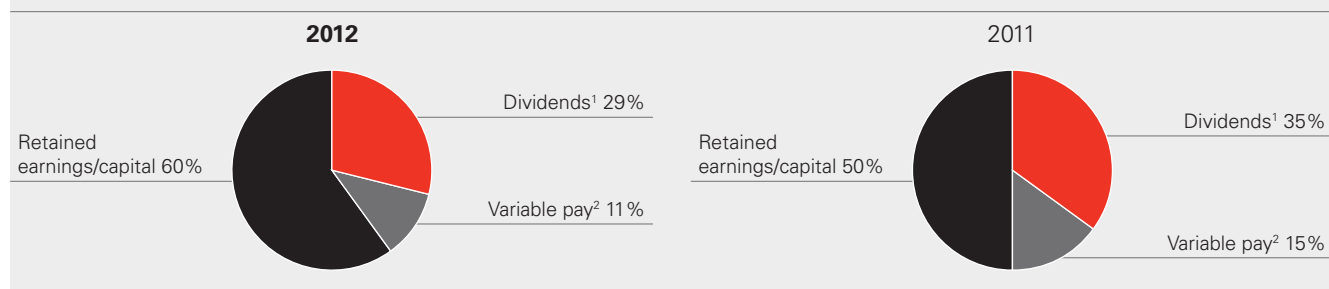 2012
Dividends¹ 29%
Retained
earnings/capital 60%
Variable pay² 11%
2011
Dividends¹ 35%
Retained
earnings/capital 50%
Variable pay² 15%